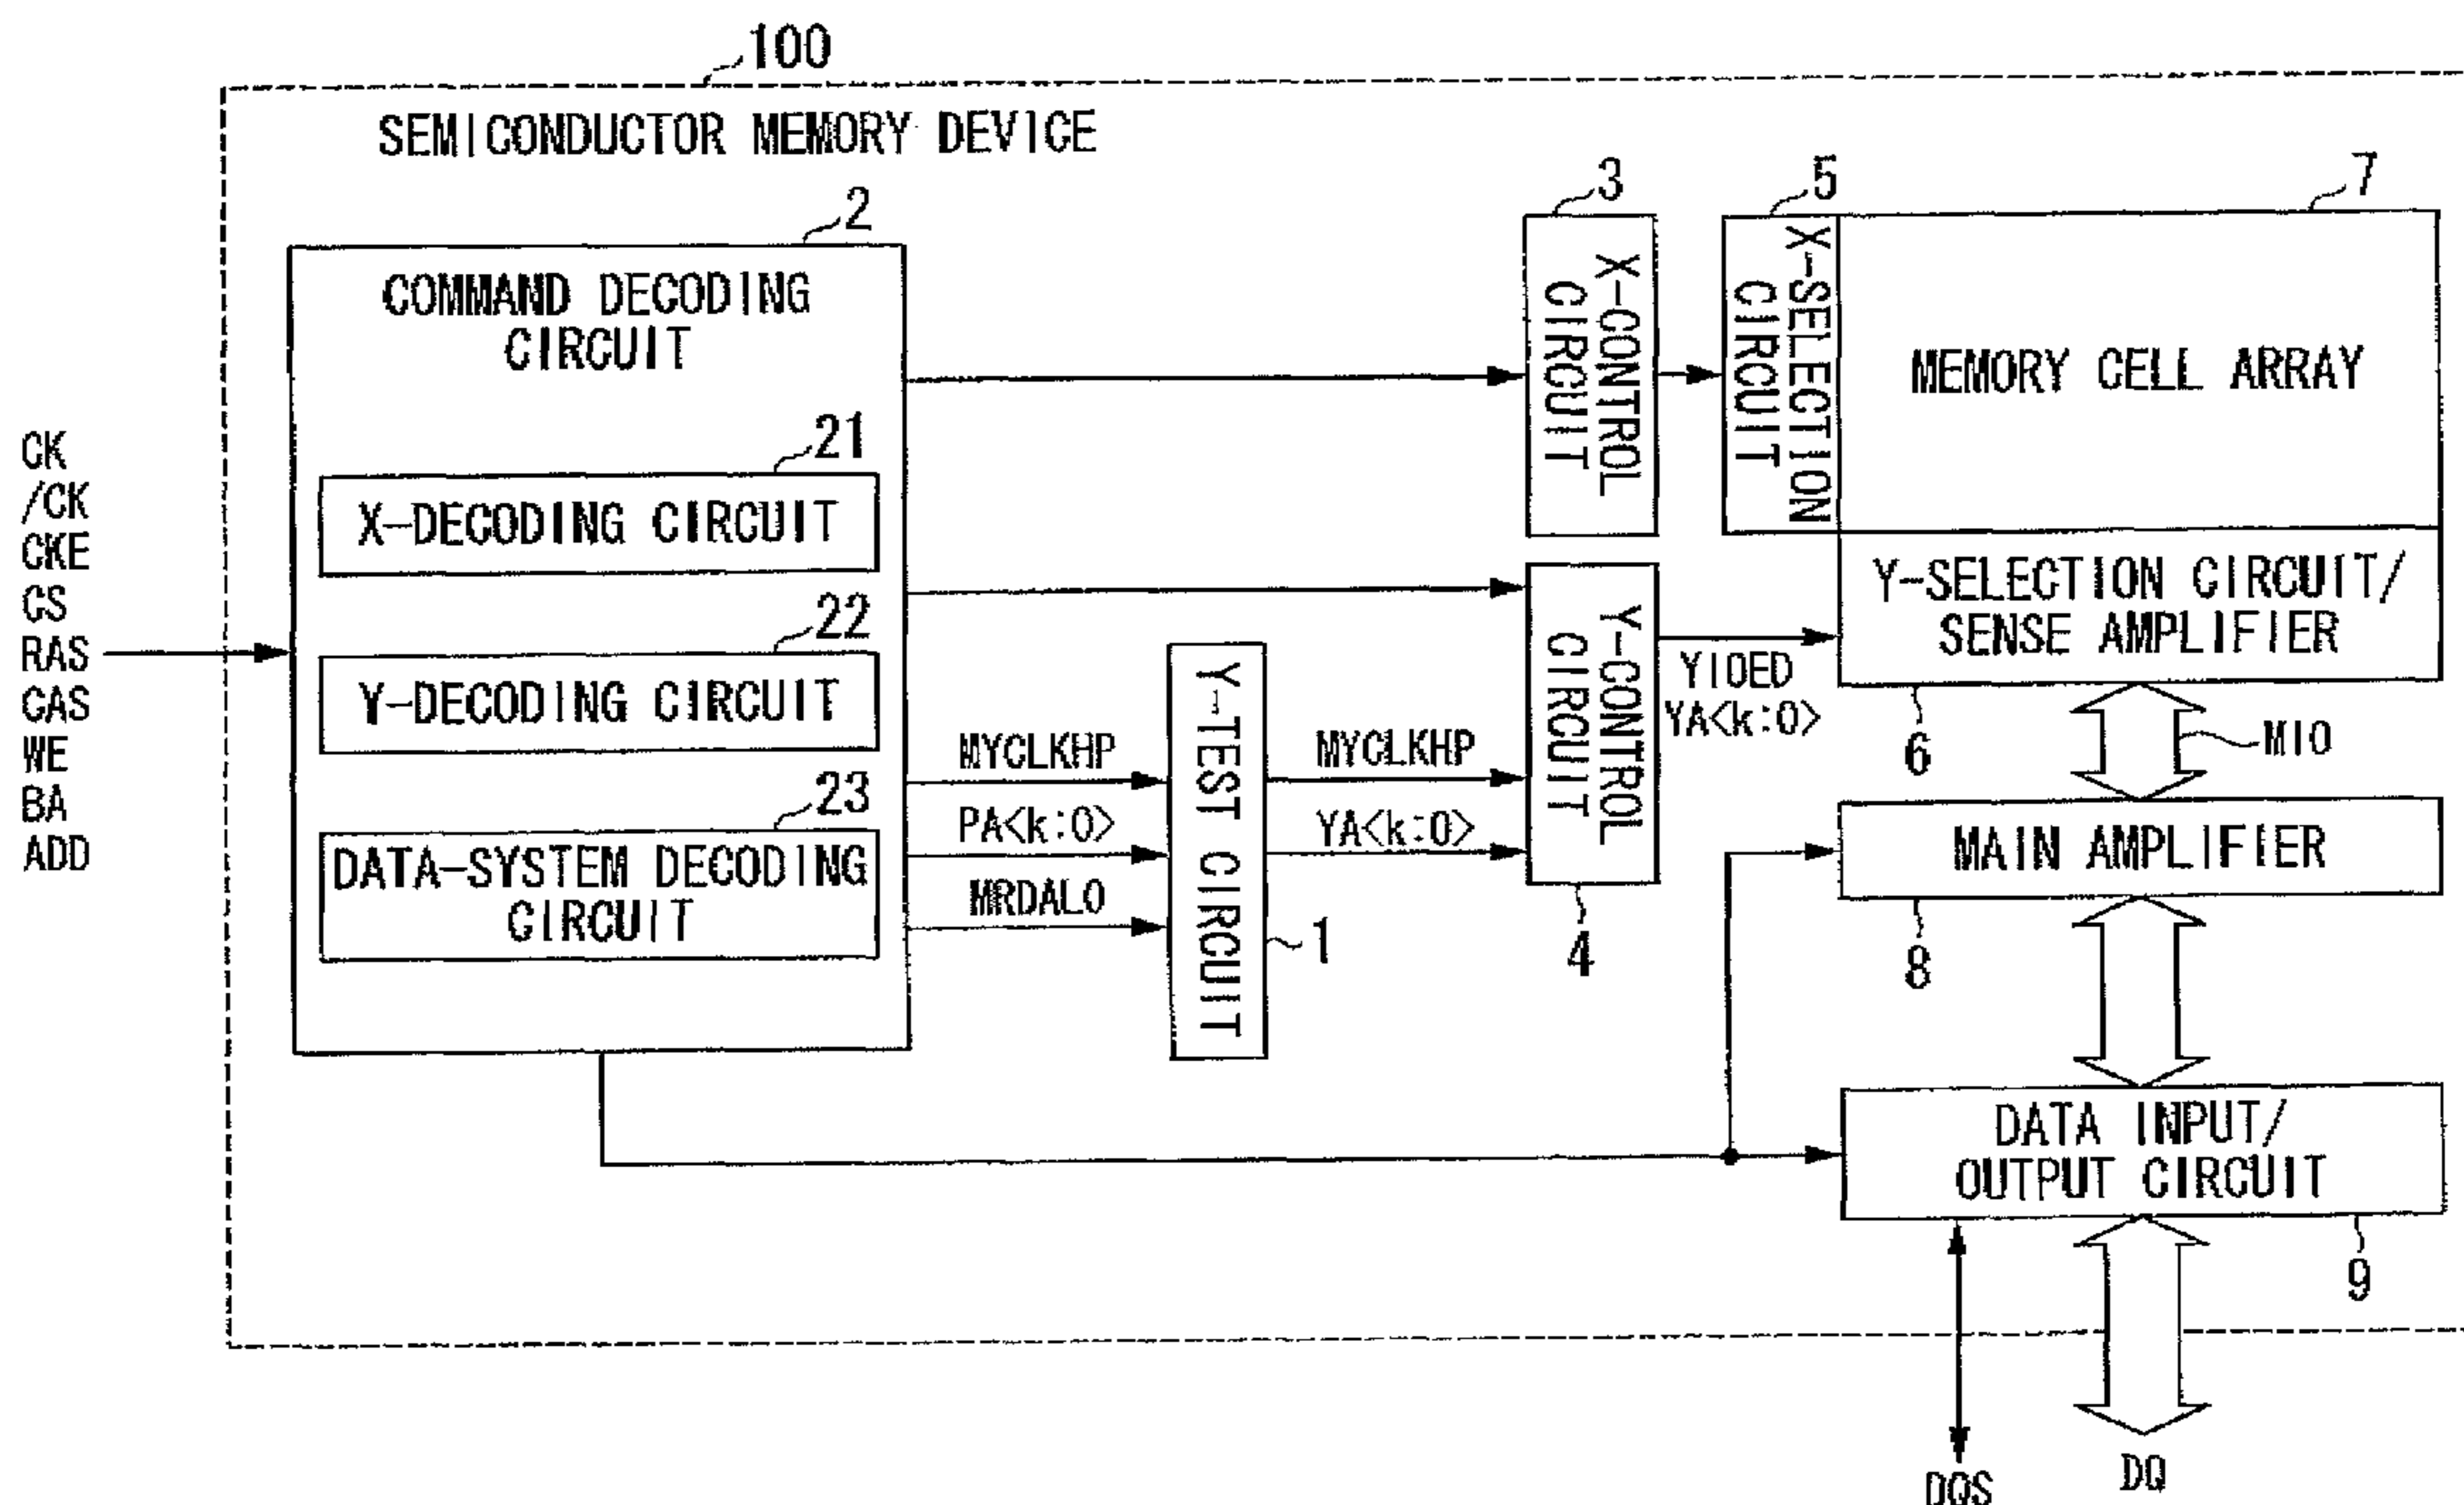 100
SEMICONDUCTOR MEMORY DEVICE
2
COMMAND DECODING
CIRCUIT
21
X-DECODING CIRCUIT
22
Y-DECODING CIRCUIT
23
DATA-SYSTEM DECODING
CIRCUIT
CK
/CK
CKE
CS
RAS
CAS
WE
BA
ADD
MYCLKHP
PA<k:0>
MRDALO
Y-TEST CIRCUIT
1
MYCLKHP
YA<k:0>
3
X-CONTROL
CIRCUIT
Y-CONTROL
CIRCUIT
4
YIOED
YA<k:0>
5
X-SELECTION
CIRCUIT
7
MEMORY CELL ARRAY
Y-SELECTION CIRCUIT/
SENSE AMPLIFIER
6
MIO
MAIN AMPLIFIER
8
DATA INPUT/
OUTPUT CIRCUIT
9
DQS
DQ